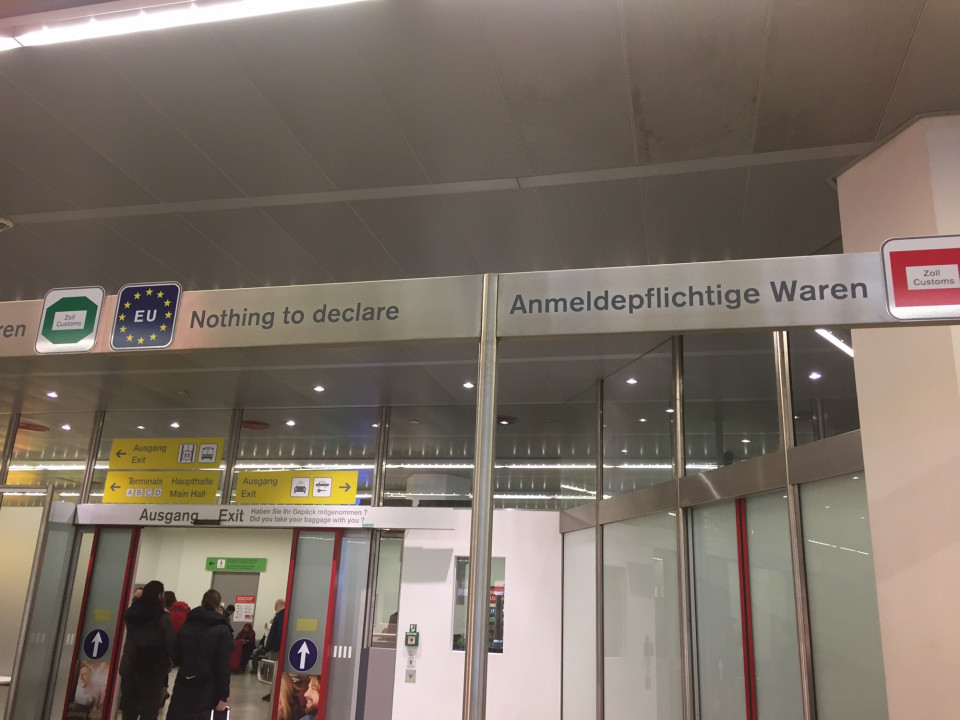 ren
Zoll
Customs
EU
Nothing to declare
Anmeldepflichtige Waren
Zoll
Customs
Ausgang
Exit
Terminals
A B C D
Haupthalle
Main Hall
Ausgang
Exit
Ausgang
Exit
Haben Sie Ihr Gepäck mitgenommen ?
Did you take your baggage with you ?